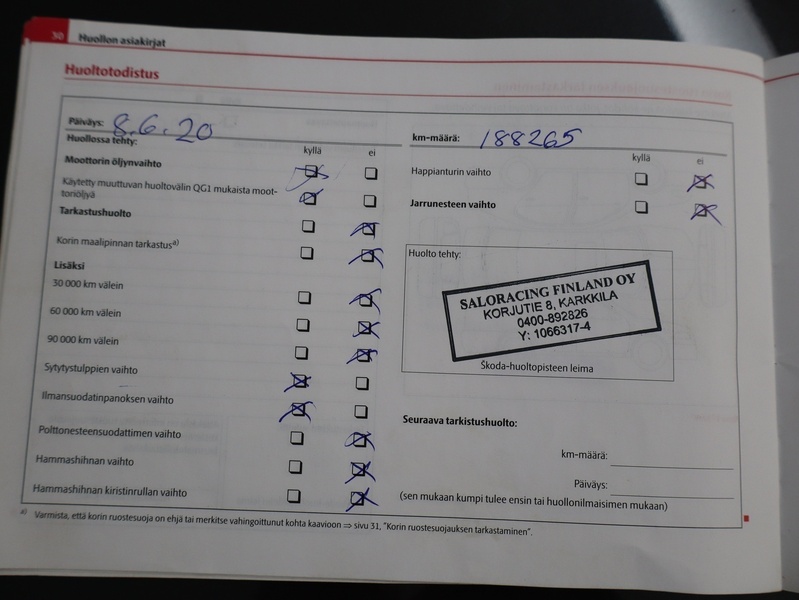 30 Huollon asiakirjat
Huoltotodistus
Päiväys: 8.6.20
Huollossa tehty:
kyllä ei
Moottorin öljynvaihto
Käytetty muuttuvan huoltovälin QG1 mukaista moot-
toriöljyä
Tarkastushuolto
Korin maalipinnan tarkastus a)
Lisäksi
30 000 km välein
60 000 km välein
90 000 km välein
Sytytystulppien vaihto
Ilmansuodatinpanoksen vaihto
Polttonesteensuodattimen vaihto
Hammashihnan vaihto
Hammashihnan kiristinrullan vaihto
km-määrä: 188265
kyllä ei
Happianturin vaihto
Jarrunesteen vaihto
Huolto tehty:
SALORACING FINLAND OY
KORJUTIE 8, KARKKILA
0400-892826
Y: 1066317-4
Škoda-huoltopisteen leima
Seuraava tarkistushuolto:
km-määrä:
Päiväys:
(sen mukaan kumpi tulee ensin tai huollonilmaisimen mukaan)
a) Varmista, että korin ruostesuoja on ehjä tai merkitse vahingoittunut kohta kaavioon ⇒ sivu 31, "Korin ruostesuojauksen tarkastaminen".